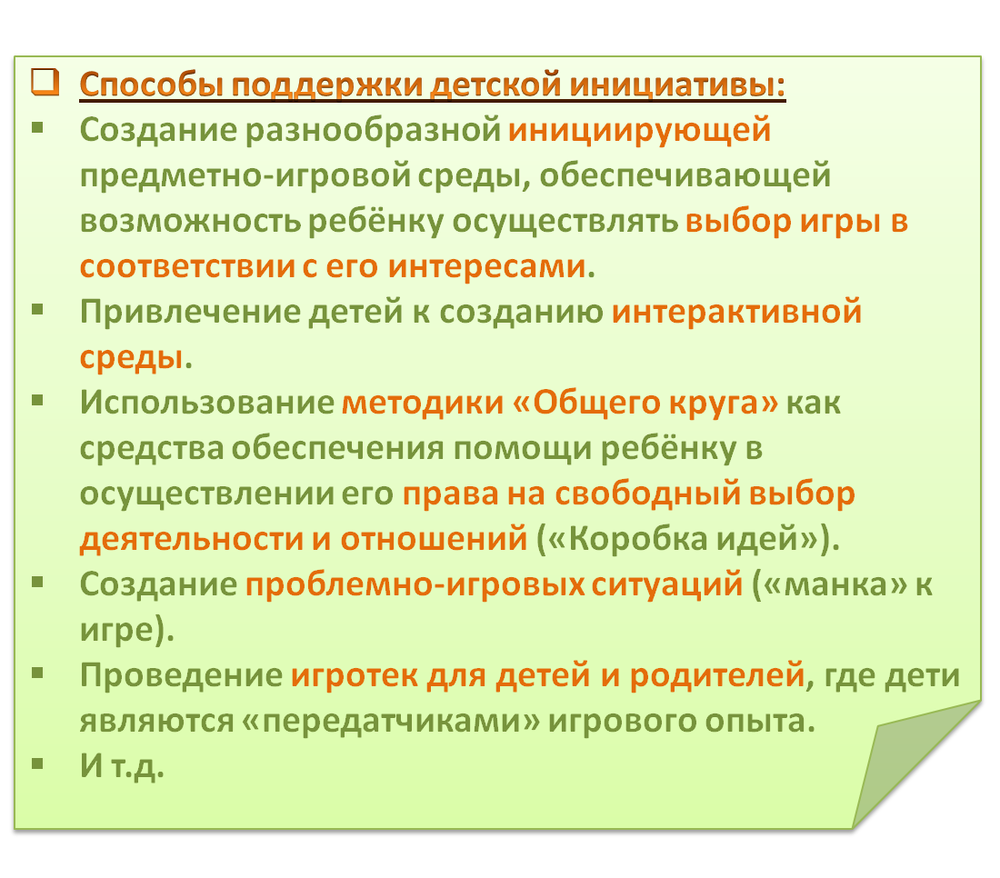 Способы поддержки детской инициативы:
Создание разнообразной инициирующей
предметно-игровой среды, обеспечивающей
возможность ребёнку осуществлять выбор игры в
соответствии с его интересами.
Привлечение детей к созданию интерактивной
среды.
Использование методики «Общего круга» как
средства обеспечения помощи ребёнку в
осуществлении его права на свободный выбор
деятельности и отношений («Коробка идей»).
Создание проблемно-игровых ситуаций («манка» к
игре).
Проведение игротек для детей и родителей, где дети
являются «передатчиками» игрового опыта.
И т.д.